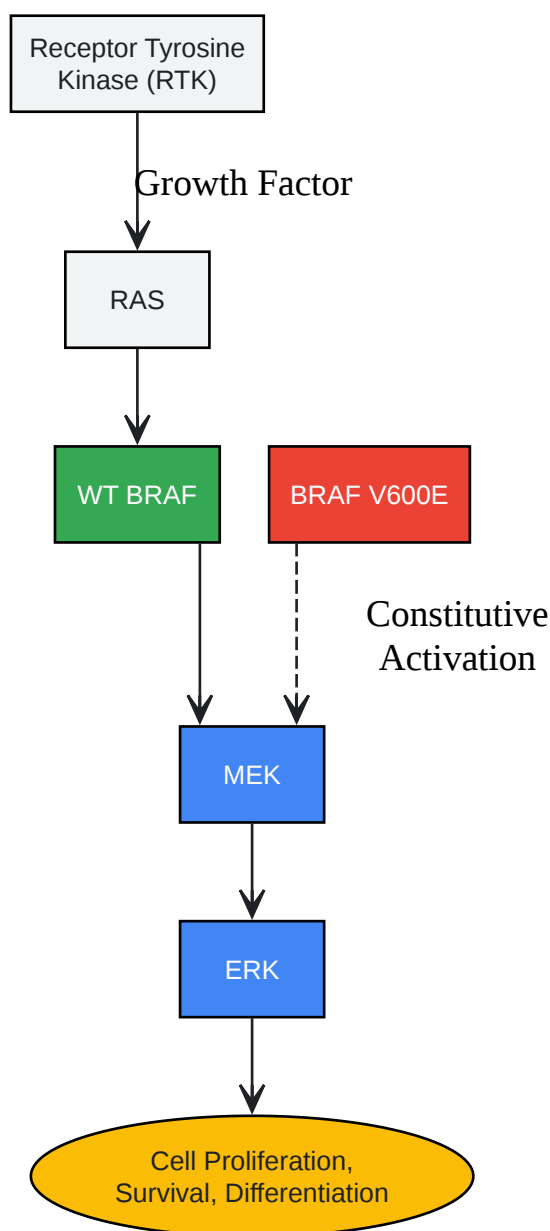 Receptor Tyrosine
Kinase (RTK)
Growth Factor
RAS
WT BRAF
BRAF V600E
Constitutive
Activation
MEK
ERK
Cell Proliferation,
Survival, Differentiation